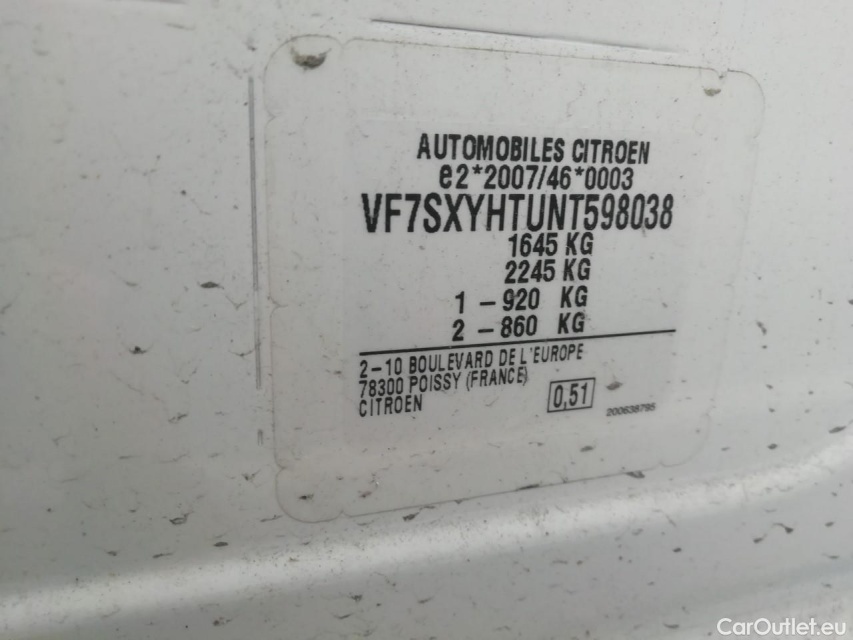 AUTOMOBILES CITROEN
e2*2007/46*0003
VF7SXYHTUNT598038
1645 KG
2245 KG
1 – 920 KG
2 – 860 KG
2–10 BOULEVARD DE L'EUROPE
78300 POISSY (FRANCE)
CITROEN
0,51
200638795
CarOutlet.eu